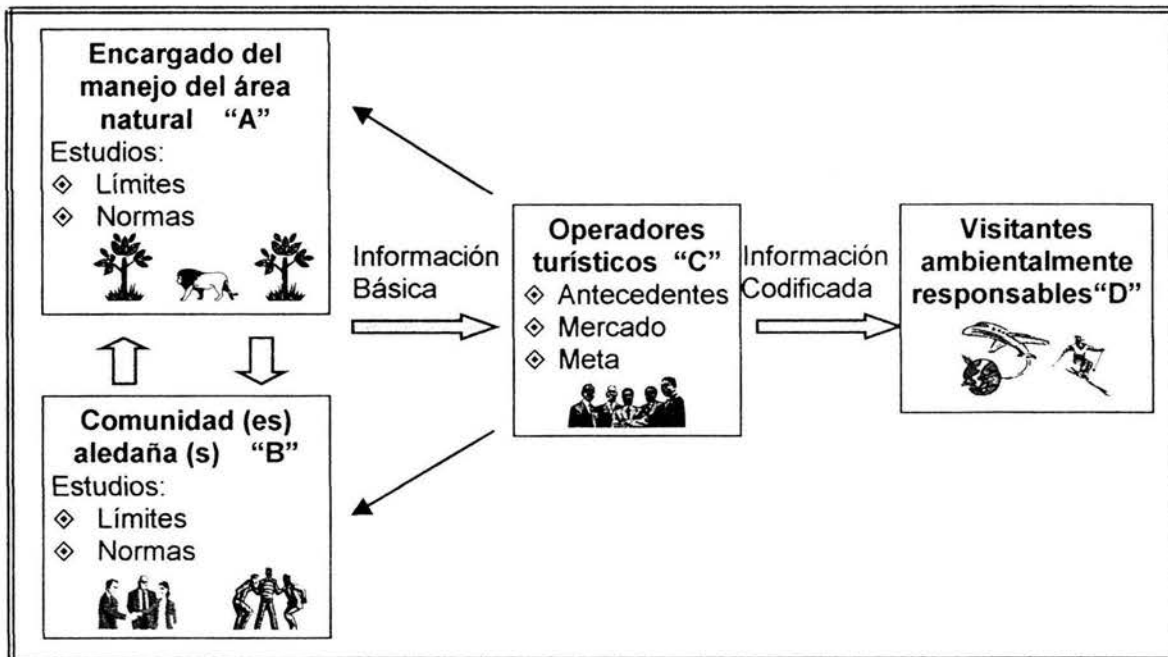 Encargado del
manejo del área
natural "A"
Estudios:
Límites
Normas
Comunidad (es)
aledaña (s) "B"
Estudios:
Límites
Normas
Información
Básica
Operadores
turísticos "C"
Antecedentes
Mercado
Meta
Información
Codificada
Visitantes
ambientalmente
responsables"D"